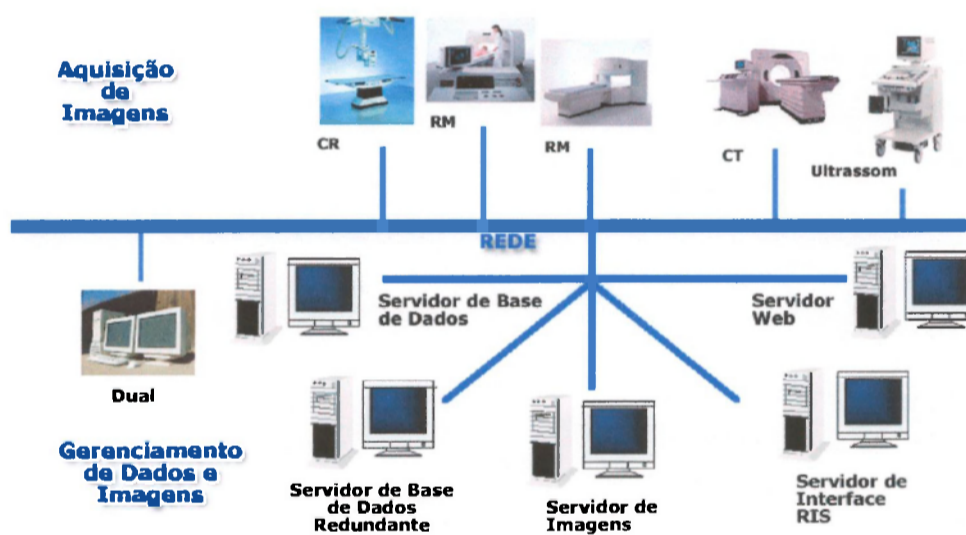 Aquisição
de
Imagens
CR
RM
RM
CT
Ultrassom
REDE
Servidor de Base
de Dados
Servidor
Web
Dual
Gerenciamento
de Dados e
Imagens
Servidor de Base
de Dados
Redundante
Servidor de
Imagens
Servidor de
Interface
RIS